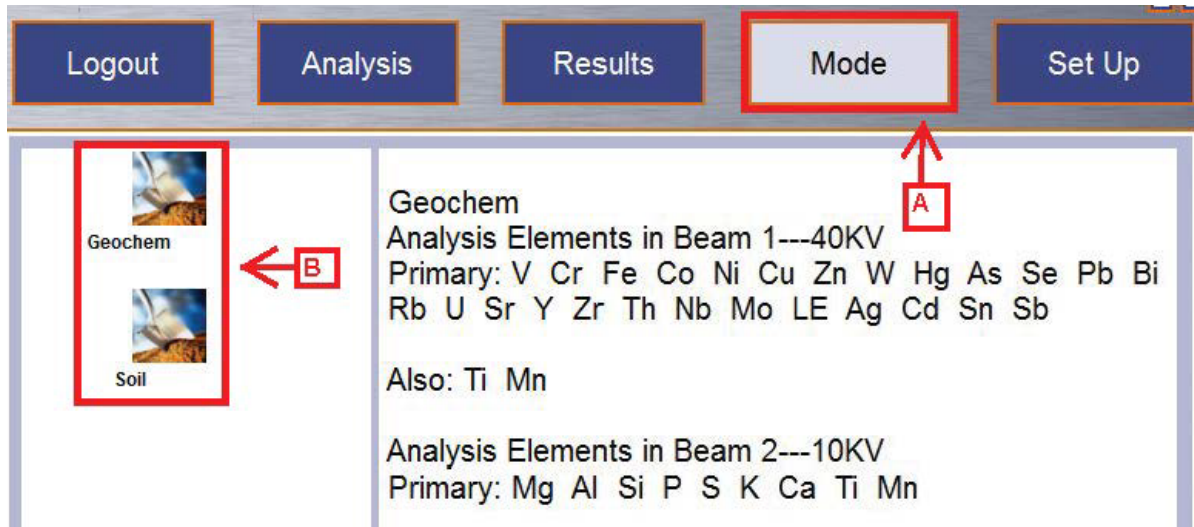 Logout Analysis Results Mode Set Up
A
B
Geochem
Soil
Geochem
Analysis Elements in Beam 1---40KV
Primary: V Cr Fe Co Ni Cu Zn W Hg As Se Pb Bi
Rb U Sr Y Zr Th Nb Mo LE Ag Cd Sn Sb
Also: Ti Mn
Analysis Elements in Beam 2---10KV
Primary: Mg Al Si P S K Ca Ti Mn